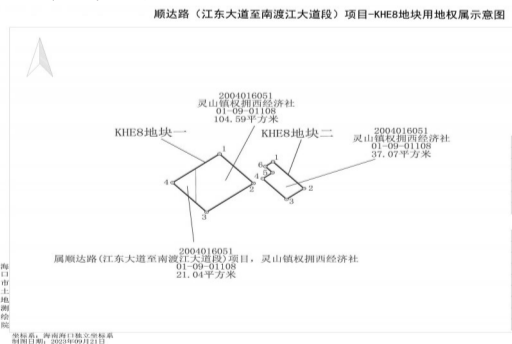 顺达路（江东大道至南渡江大道段）项目-KHE8地块用地权属示意图
2004016051
灵山镇权拥西经济社
01-09-01108
104.59平方米
KHE8地块一
KHE8地块二
2004016051
灵山镇权拥西经济社
01-09-01108
37.07平方米
1
2
3
4
1
2
3
4
5
6
2004016051
属顺达路(江东大道至南渡江大道段)项目，灵山镇权拥西经济社
01-09-01108
21.04平方米
海口市土地测绘院
坐标系：海南海口独立坐标系
制图日期：2023年09月21日